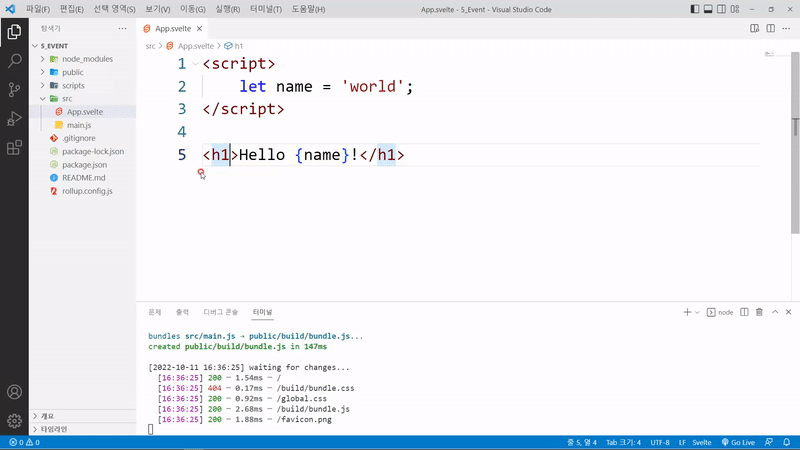 파일(F) 편집(E) 선택 영역(S) 보기(V) 이동(G) 실행(R) 터미널(T) 도움말(H) App.svelte - 5_Event - Visual Studio Code
탐색기 ... App.svelte
5_EVENT
src > App.svelte > h1
node_modules
public
scripts
src
App.svelte
main.js
.gitignore
package-lock.json
package.json
README.md
rollup.config.js
개요
타임라인
1 <script>
2 let name = 'world';
3 </script>
4
5 <h1>Hello {name}!</h1>
문제 출력 디버그 콘솔 터미널 node
bundles src/main.js → public/build/bundle.js...
created public/build/bundle.js in 147ms
[2022-10-11 16:36:25] waiting for changes...
[16:36:25] 200 ─ 1.54ms ─ /
[16:36:25] 404 ─ 0.17ms ─ /build/bundle.css
[16:36:25] 200 ─ 0.92ms ─ /global.css
[16:36:25] 200 ─ 2.68ms ─ /build/bundle.js
[16:36:25] 200 ─ 1.88ms ─ /favicon.png
0 0 줄 5, 열 4 Tab 크기: 4 UTF-8 LF Svelte Go Live